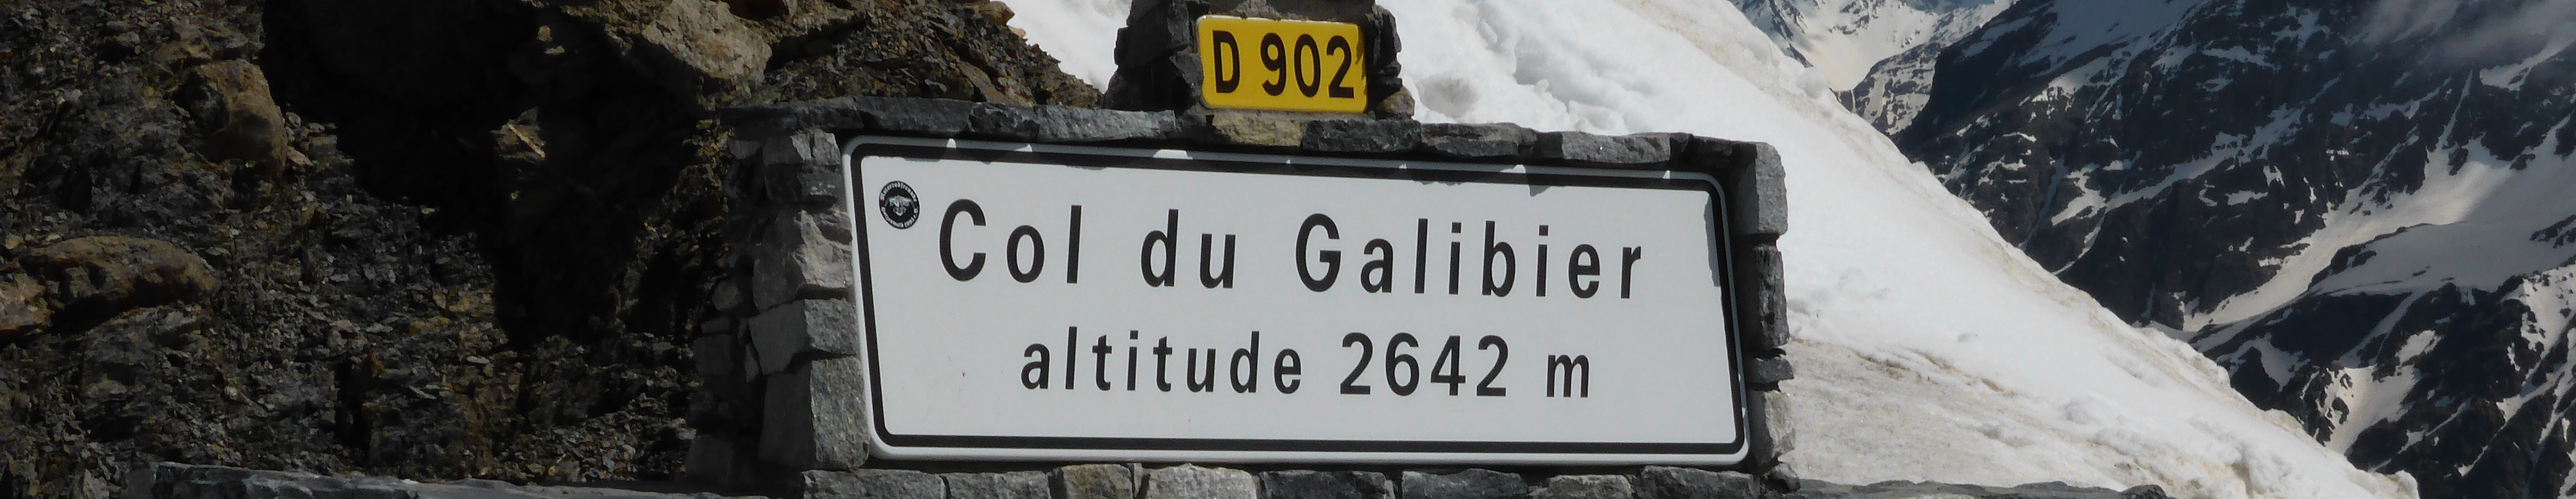 D 902
Col du Galibier
altitude 2642 m